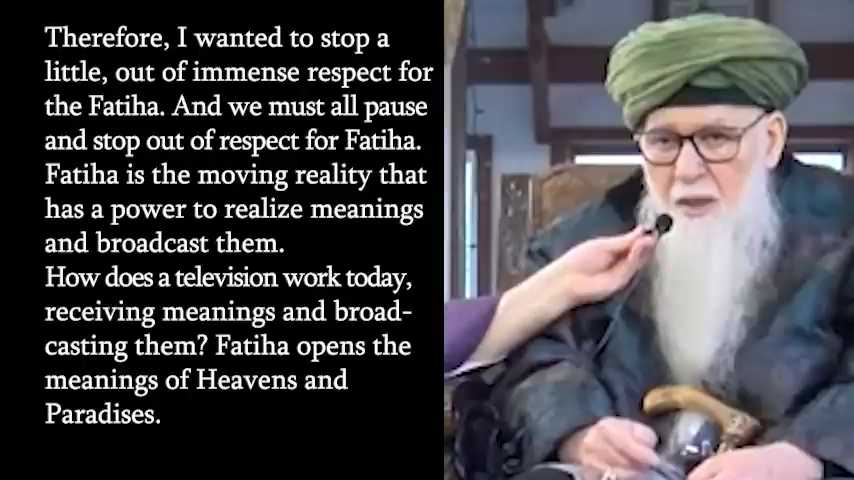 Therefore, I wanted to stop a
little, out of immense respect for
the Fatiha. And we must all pause
and stop out of respect for Fatiha.
Fatiha is the moving reality that
has a power to realize meanings
and broadcast them.
How does a television work today,
receiving meanings and broad-
casting them? Fatiha opens the
meanings of Heavens and
Paradises.